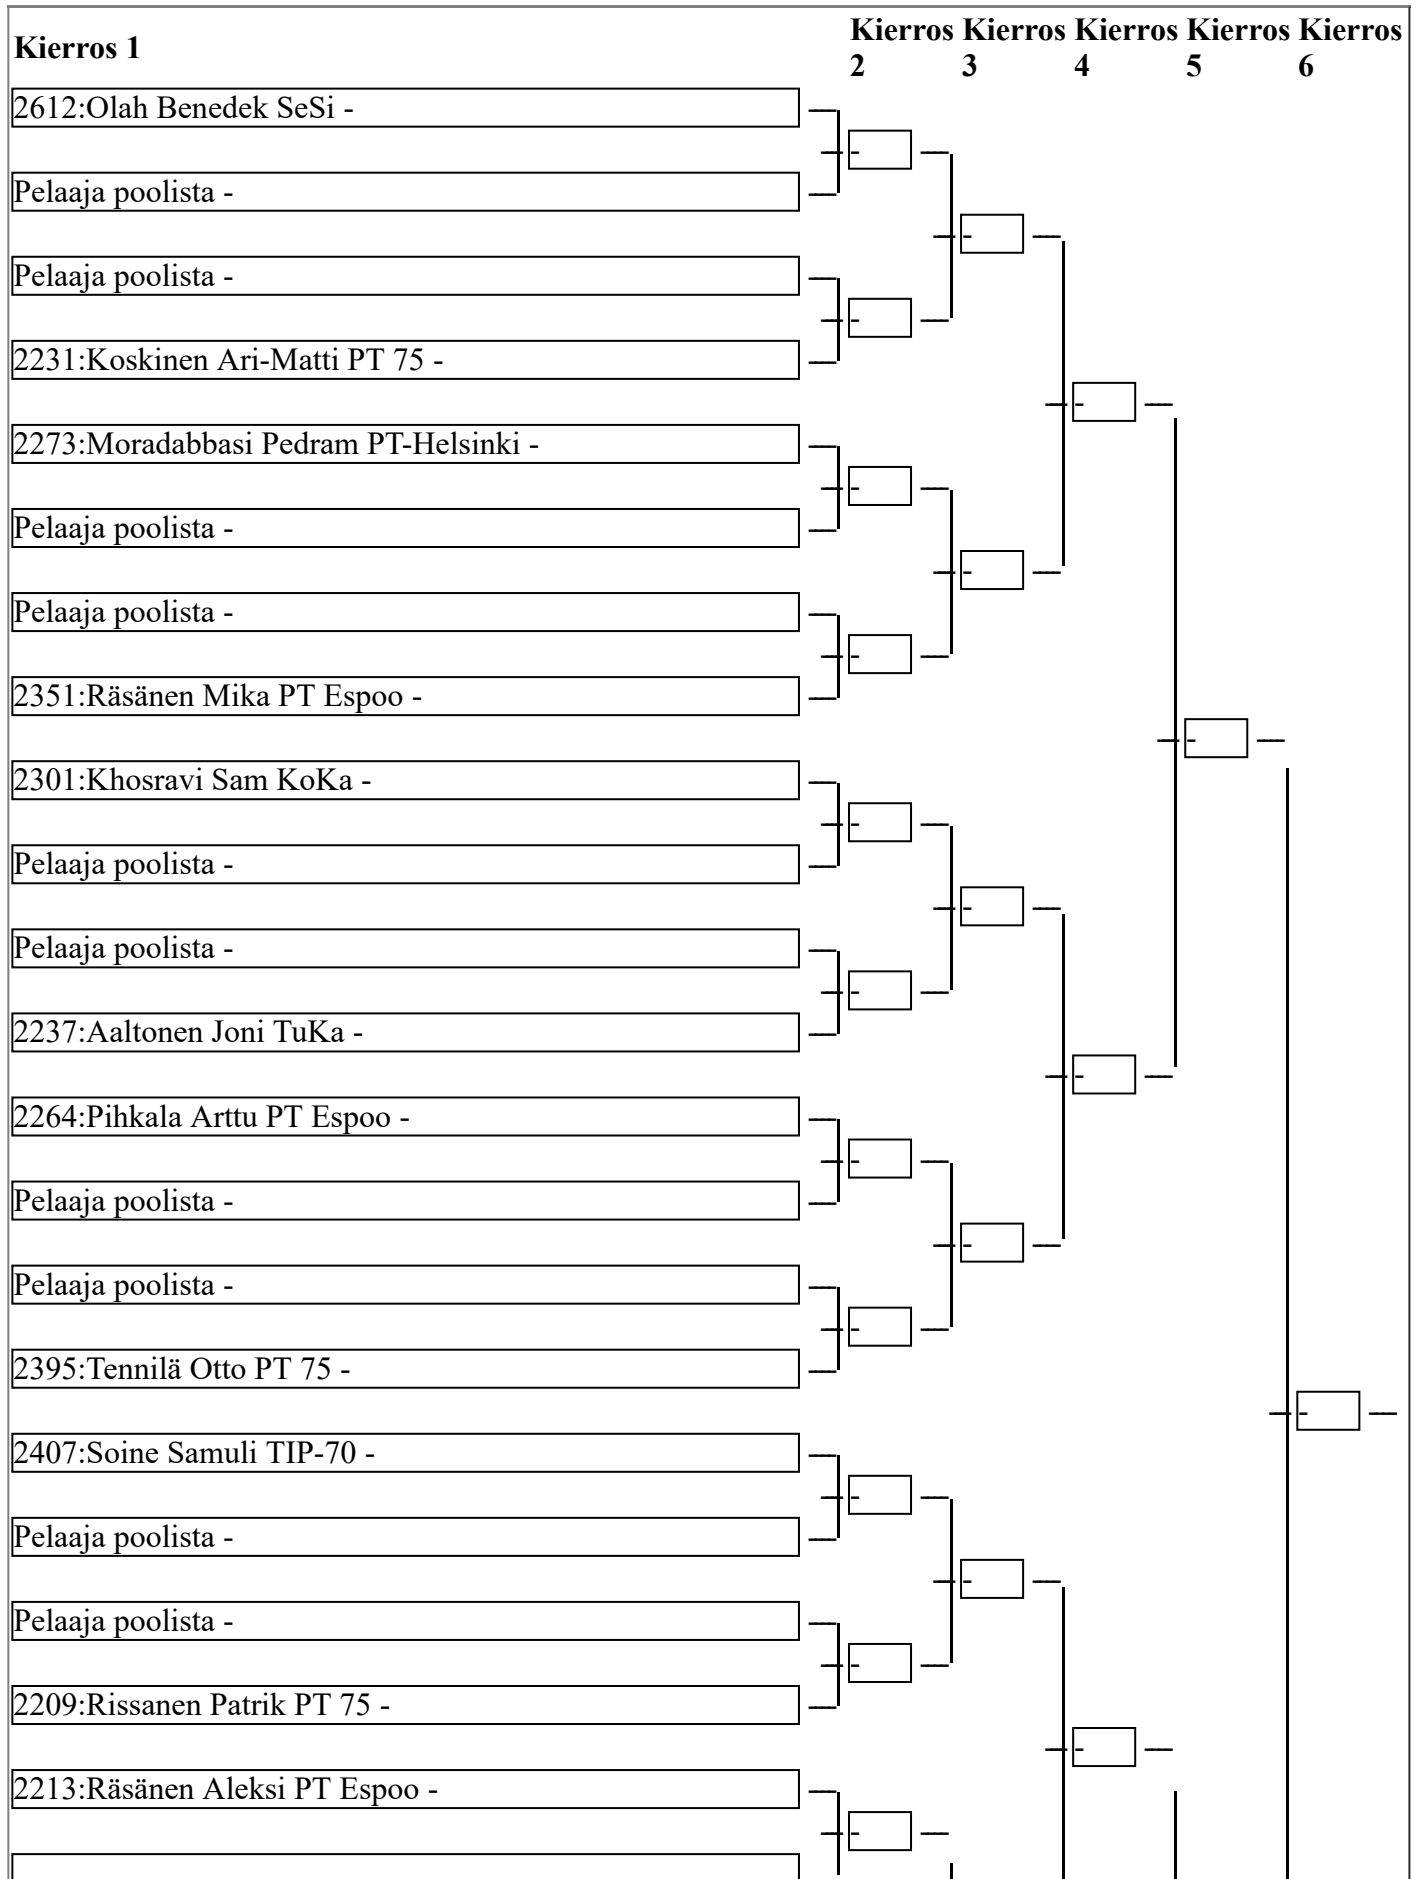 Kierros 1
Kierros 2
Kierros 3
Kierros 4
Kierros 5
Kierros 6
2612:Olah Benedek SeSi -
-
Pelaaja poolista -
-
Pelaaja poolista -
-
2231:Koskinen Ari-Matti PT 75 -
-
2273:Moradabbasi Pedram PT-Helsinki -
-
Pelaaja poolista -
-
Pelaaja poolista -
-
2351:Räsänen Mika PT Espoo -
-
2301:Khosravi Sam KoKa -
-
Pelaaja poolista -
-
Pelaaja poolista -
-
2237:Aaltonen Joni TuKa -
-
2264:Pihkala Arttu PT Espoo -
-
Pelaaja poolista -
-
Pelaaja poolista -
-
2395:Tennilä Otto PT 75 -
-
2407:Soine Samuli TIP-70 -
-
Pelaaja poolista -
-
Pelaaja poolista -
-
2209:Rissanen Patrik PT 75 -
-
2213:Räsänen Aleksi PT Espoo -
-